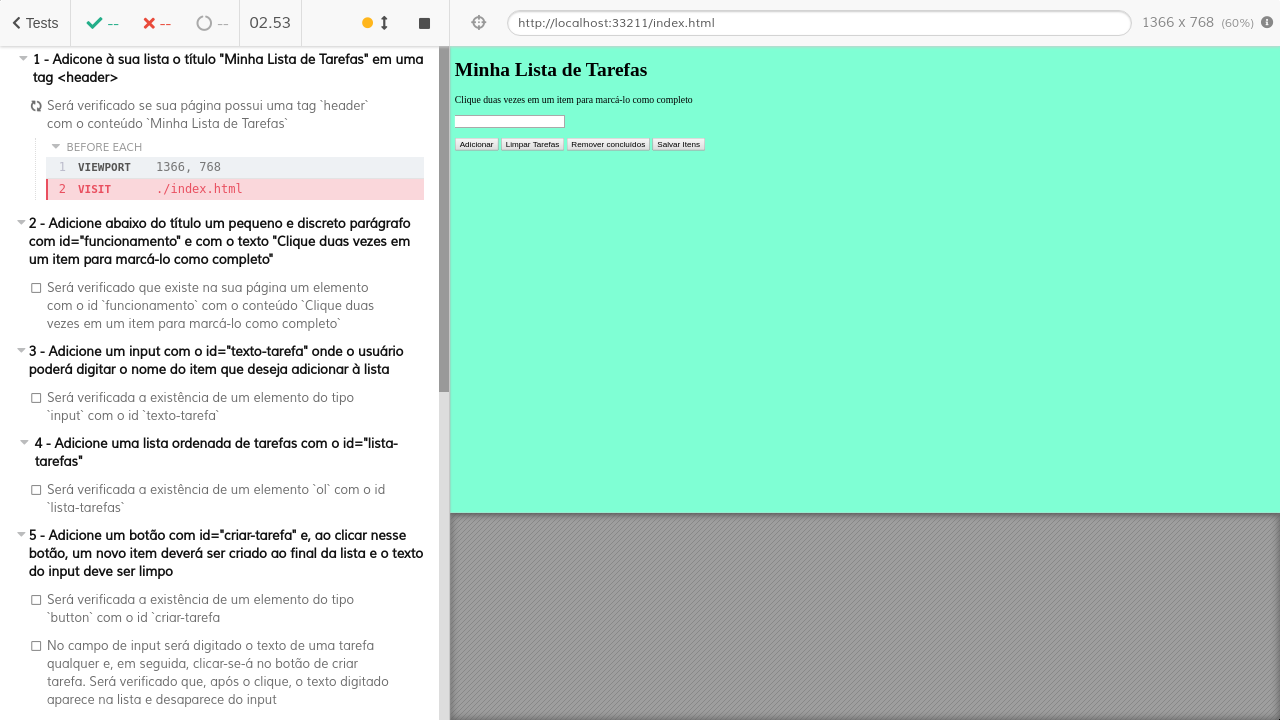 Tests
--
--
--
02.53
http://localhost:33211/index.html
1366 x 768 (60%)
1 - Adicone à sua lista o título "Minha Lista de Tarefas" em uma
tag <header>
Será verificado se sua página possui uma tag `header`
com o conteúdo `Minha Lista de Tarefas`
BEFORE EACH
1 VIEWPORT 1366, 768
2 VISIT ./index.html
2 - Adicione abaixo do título um pequeno e discreto parágrafo
com id="funcionamento" e com o texto "Clique duas vezes em
um item para marcá-lo como completo"
Será verificado que existe na sua página um elemento
com o id `funcionamento` com o conteúdo `Clique duas
vezes em um item para marcá-lo como completo`
3 - Adicione um input com o id="texto-tarefa" onde o usuário
poderá digitar o nome do item que deseja adicionar à lista
Será verificada a existência de um elemento do tipo
`input` com o id `texto-tarefa`
4 - Adicione uma lista ordenada de tarefas com o id="lista-
tarefas"
Será verificada a existência de um elemento `ol` com o id
`lista-tarefas`
5 - Adicione um botão com id="criar-tarefa" e, ao clicar nesse
botão, um novo item deverá ser criado ao final da lista e o texto
do input deve ser limpo
Será verificada a existência de um elemento do tipo
`button` com o id `criar-tarefa
No campo de input será digitado o texto de uma tarefa
qualquer e, em seguida, clicar-se-á no botão de criar
tarefa. Será verificado que, após o clique, o texto digitado
aparece na lista e desaparece do input
Minha Lista de Tarefas
Clique duas vezes em um item para marcá-lo como completo
Adicionar Limpar Tarefas Remover concluídos Salvar Itens